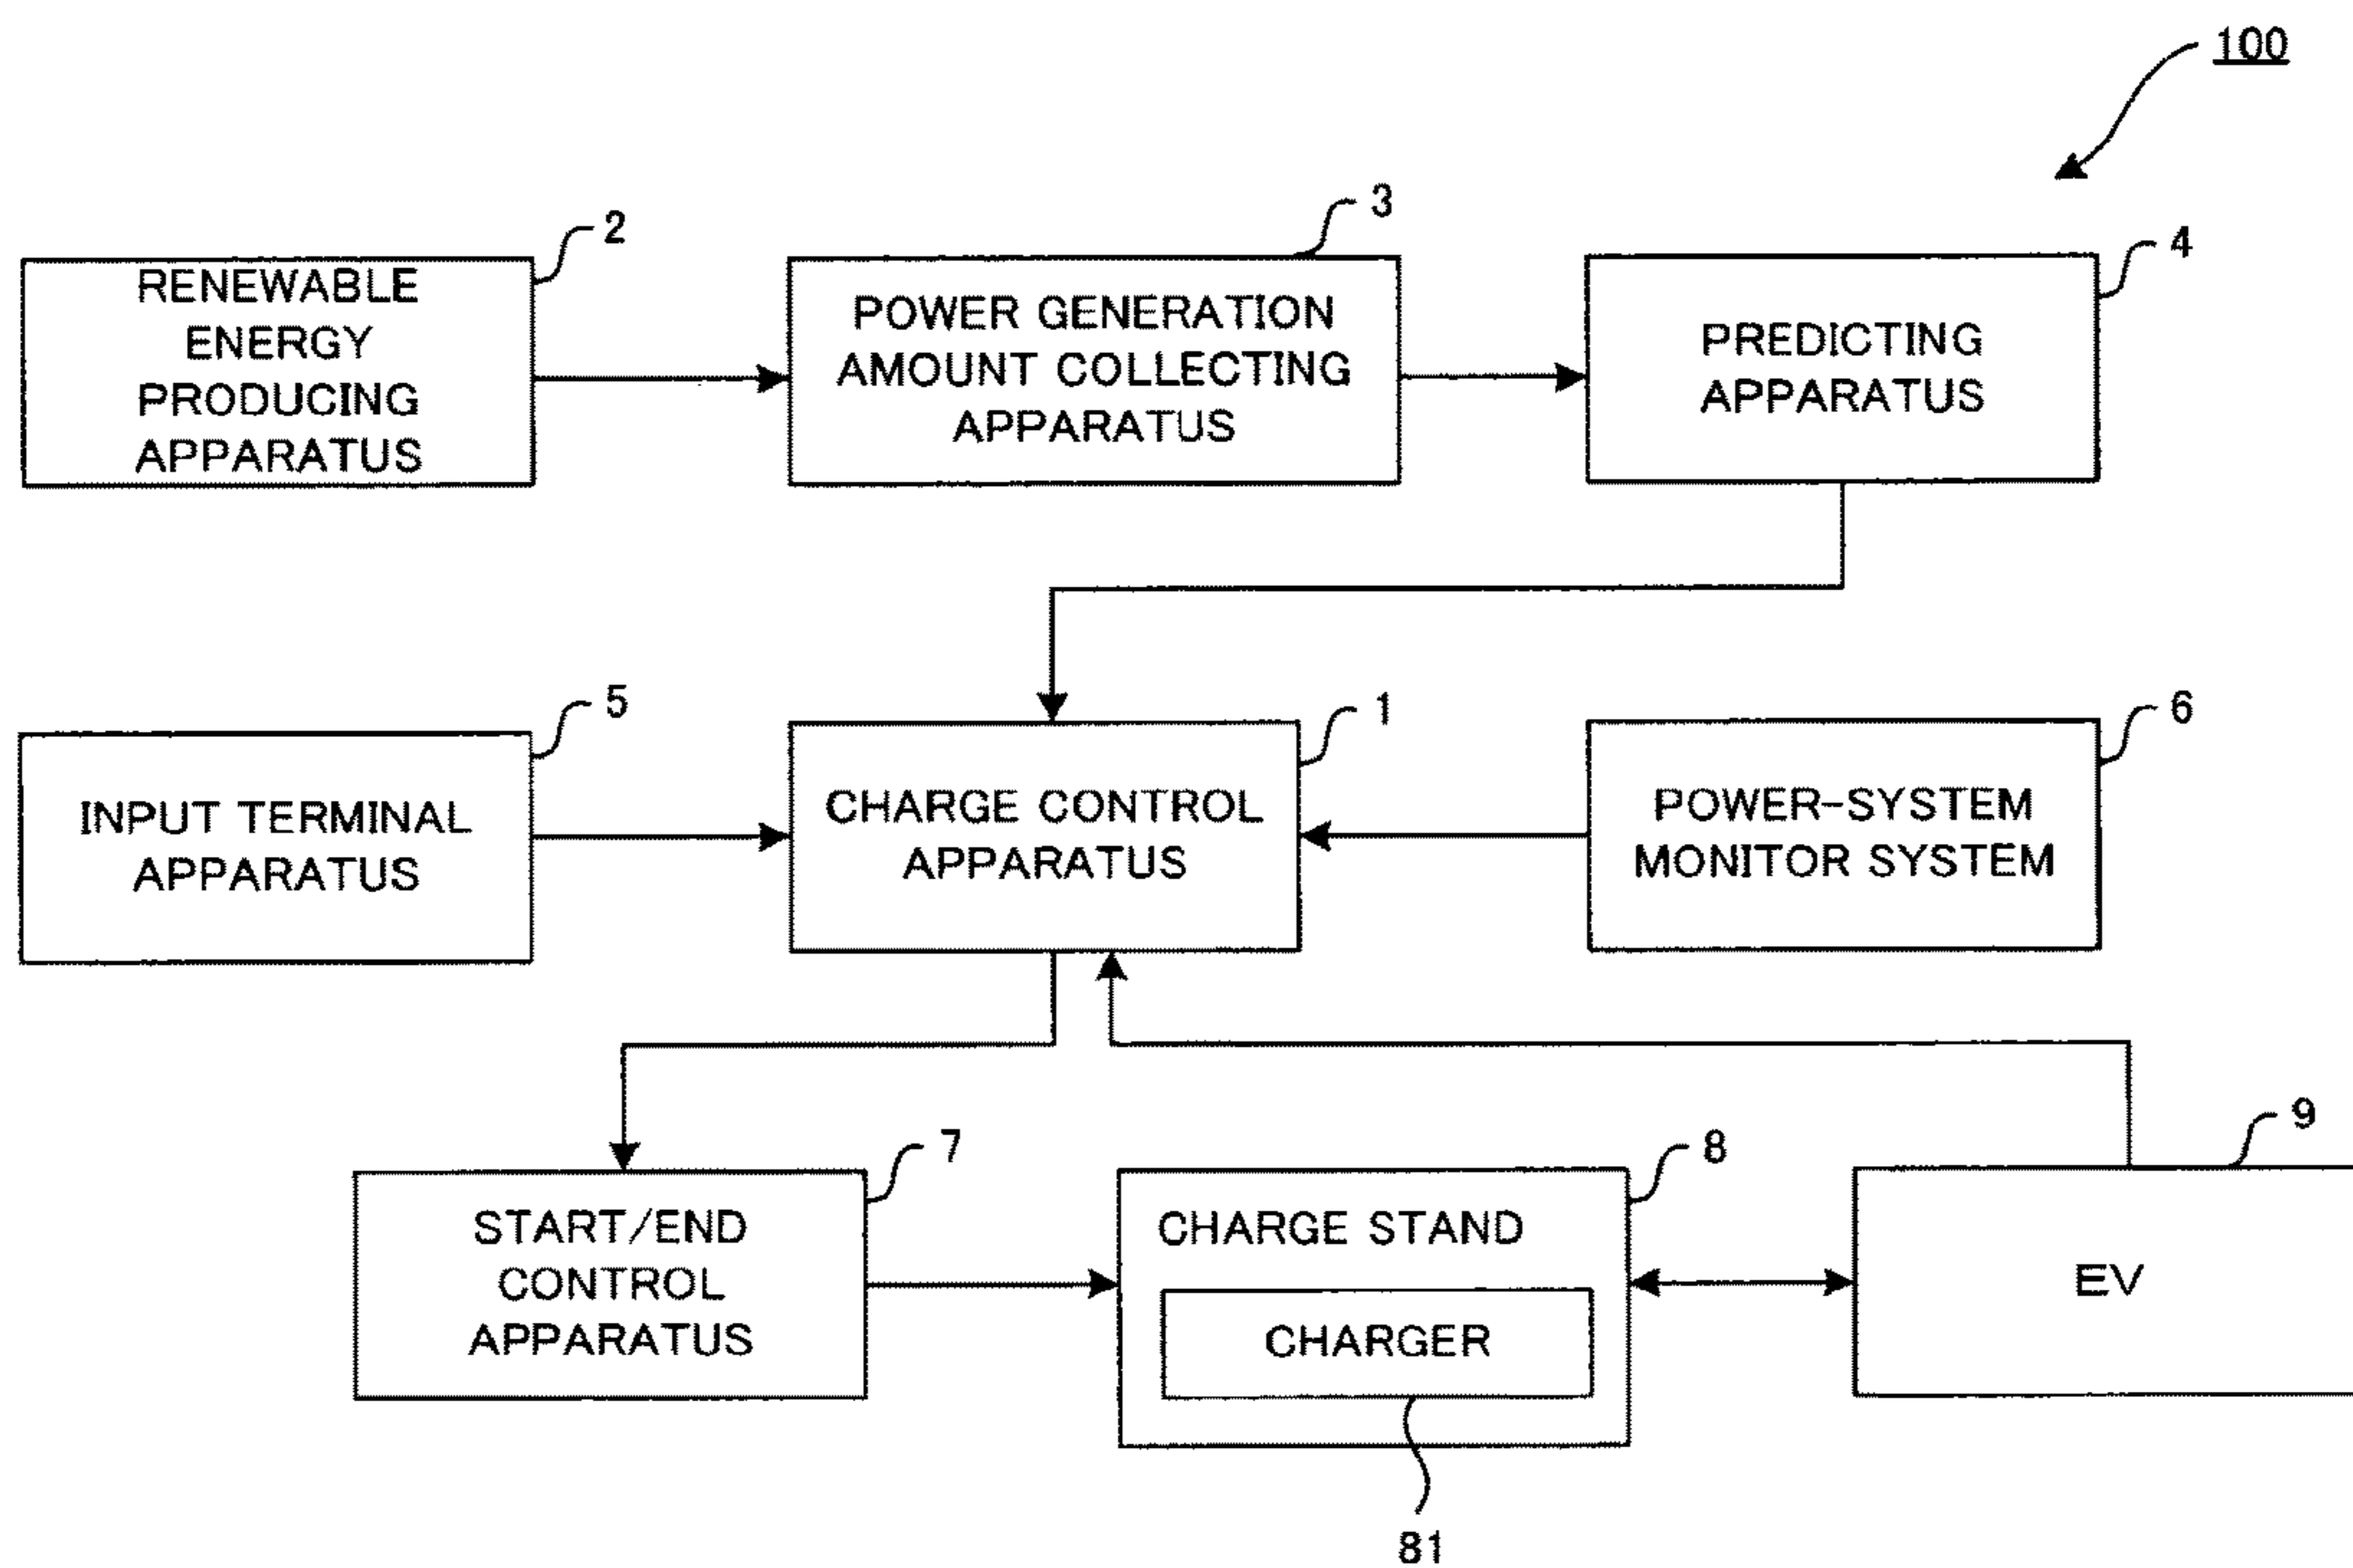 100
2
RENEWABLE
ENERGY
PRODUCING
APPARATUS
3
POWER GENERATION
AMOUNT COLLECTING
APPARATUS
4
PREDICTING
APPARATUS
5
INPUT TERMINAL
APPARATUS
1
CHARGE CONTROL
APPARATUS
6
POWER-SYSTEM
MONITOR SYSTEM
7
START/END
CONTROL
APPARATUS
8
CHARGE STAND
CHARGER
81
9
EV